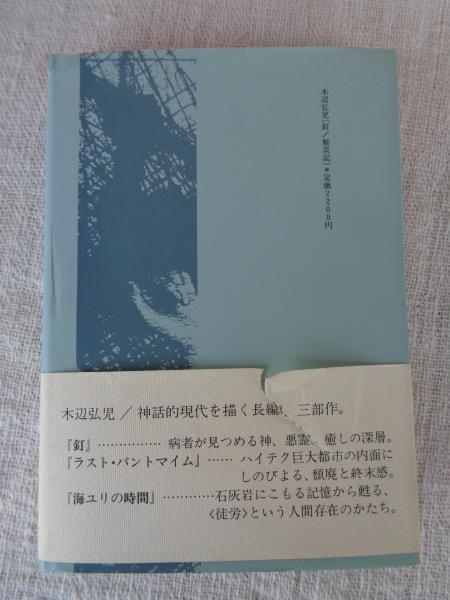 木辺弘児『釘／被災記』＊定価2200円
木辺弘児／神話的現代を描く長編、三部作。
『釘』…………… 病者が見つめる神、悪霊、癒しの深層。
『ラスト・パントマイム』…… ハイテク巨大都市の内面に
しのびよる、頽廃と終末感。
『海ユリの時間』…………石灰岩にこもる記憶から甦る、
〈徒労〉という人間存在のかたち。